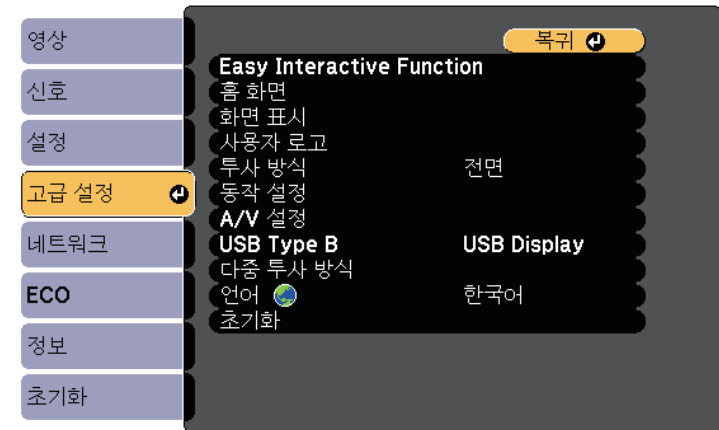 영상
신호
설정
고급 설정
네트워크
ECO
정보
초기화
복귀
Easy Interactive Function
홈 화면
화면 표시
사용자 로고
투사 방식 전면
동작 설정
A/V 설정
USB Type B USB Display
다중 투사 방식
언어 한국어
초기화